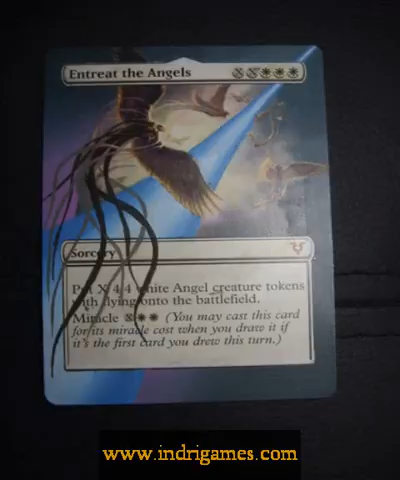 Entreat the Angels
Sorcery
Put X 4/4 white Angel creature tokens
with flying onto the battlefield.
Miracle (You may cast this card
for its miracle cost when you draw it if
it's the first card you drew this turn.)
www.indrigames.com